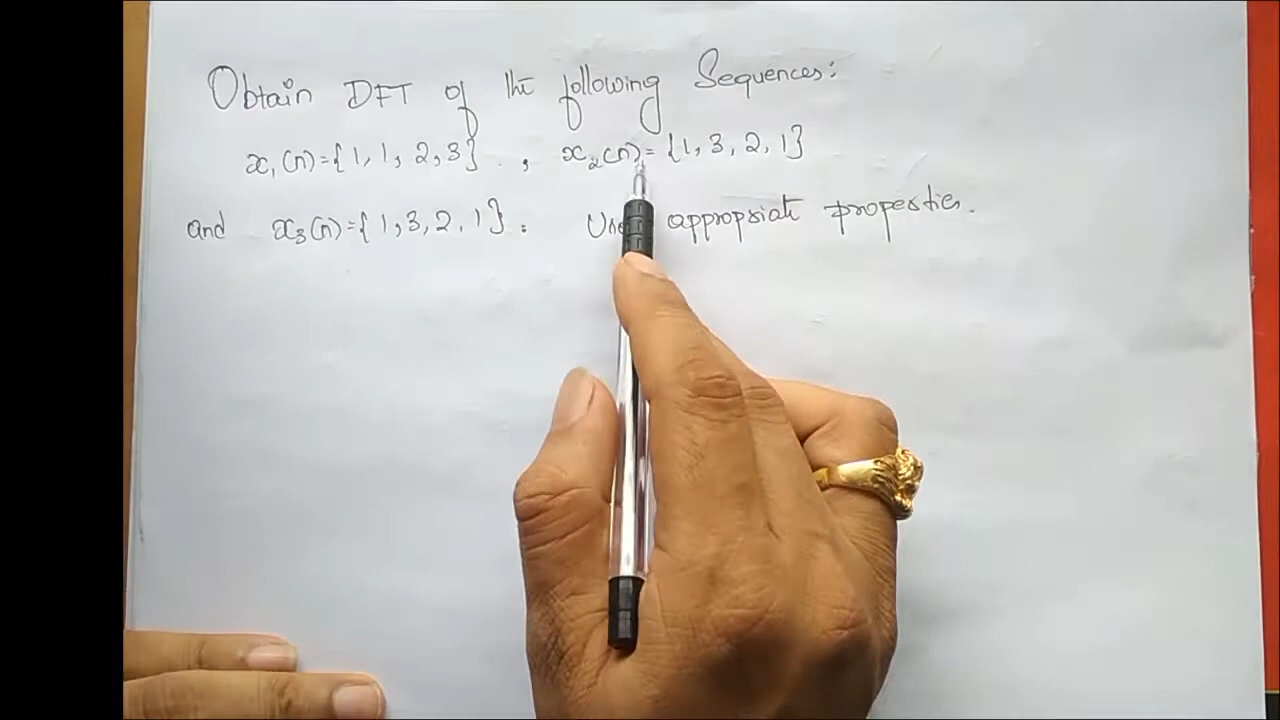 Obtain DFT of the following Sequences:
x₁(n)={1, 1, 2, 3} , x₂(n)={1, 3, 2, 1}
and x₃(n)={1, 3, 2, 1}. appropriate properties.